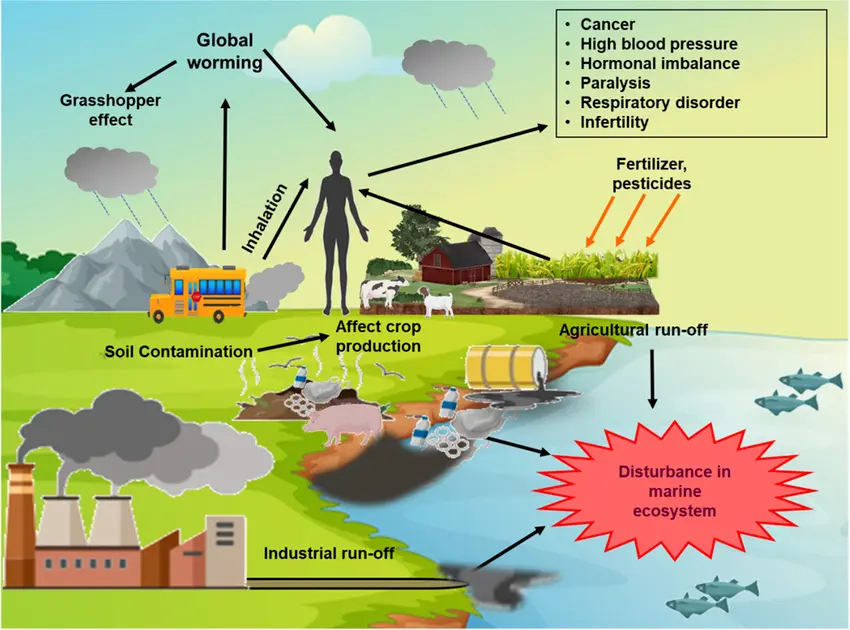 Global
worming
Grasshopper
effect
• Cancer
• High blood pressure
• Hormonal imbalance
• Paralysis
• Respiratory disorder
• Infertility
Fertilizer,
pesticides
Inhalation
Soil Contamination
Affect crop
production
Agricultural run-off
Disturbance in
marine
ecosystem
Industrial run-off